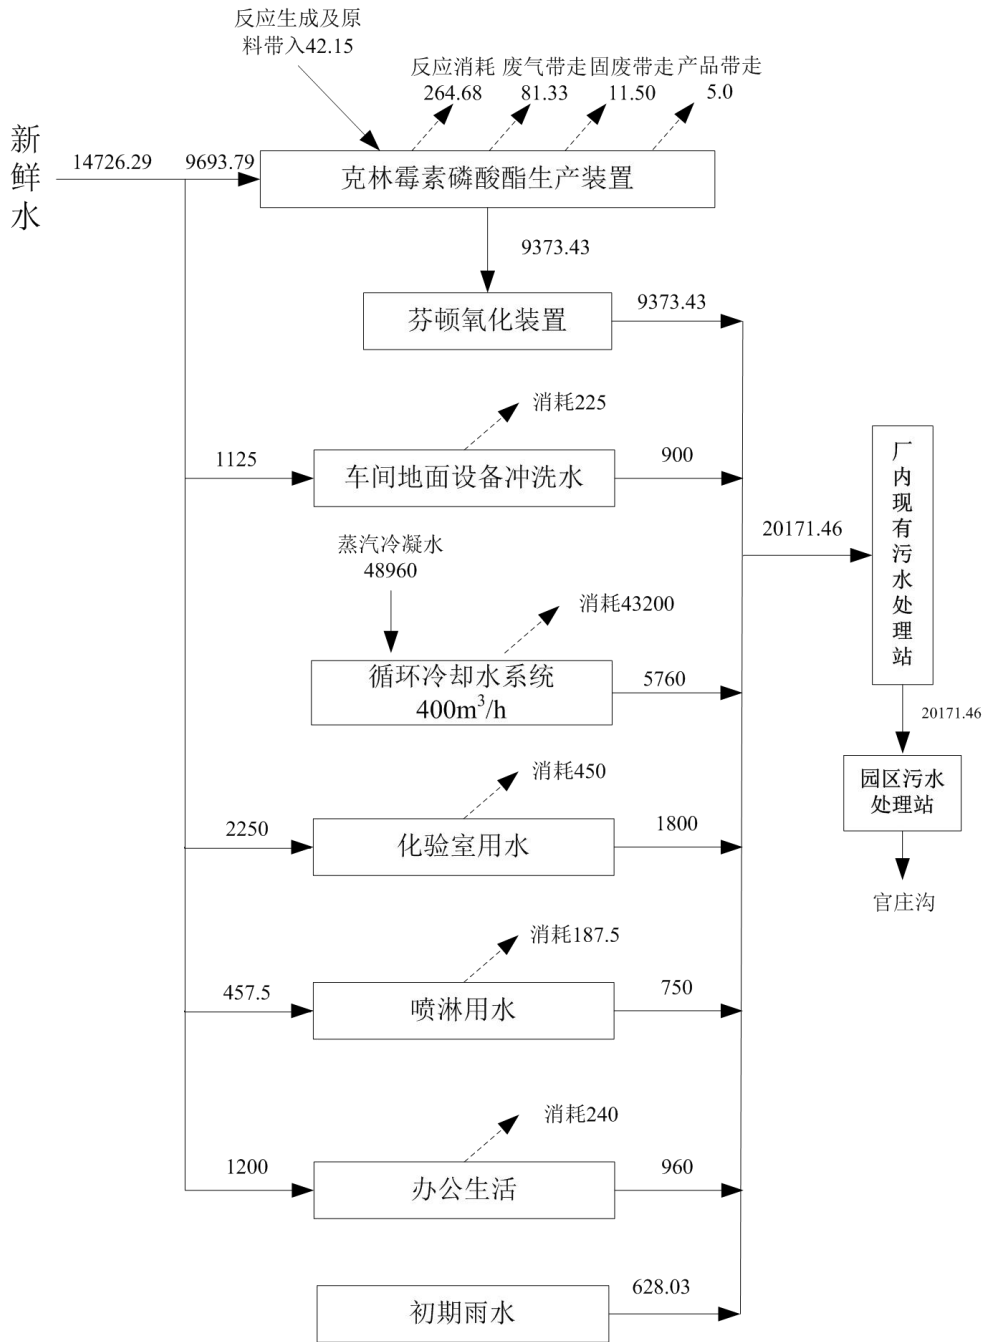 反应生成及原
料带入42.15
反应消耗
264.68
废气带走
81.33
固废带走
11.50
产品带走
5.0
新鲜水
14726.29
9693.79
克林霉素磷酸酯生产装置
9373.43
芬顿氧化装置
9373.43
消耗225
1125
车间地面设备冲洗水
900
厂内现有污水处理站
20171.46
蒸汽冷凝水
48960
消耗43200
循环冷却水系统
400m³/h
5760
20171.46
消耗450
园区污水
处理站
2250
化验室用水
1800
官庄沟
消耗187.5
457.5
喷淋用水
750
消耗240
1200
办公生活
960
初期雨水
628.03